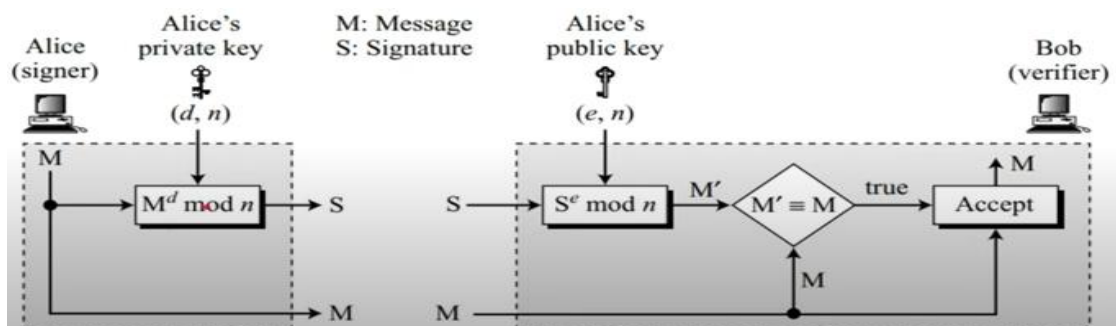 Alice
(signer)
Alice's
private key
(d, n)
M: Message
S: Signature
Alice's
public key
(e, n)
Bob
(verifier)
M
Mᵈ mod n
S
M
S
Sᵉ mod n
M′
M′ ≡ M
true
Accept
M
M
M